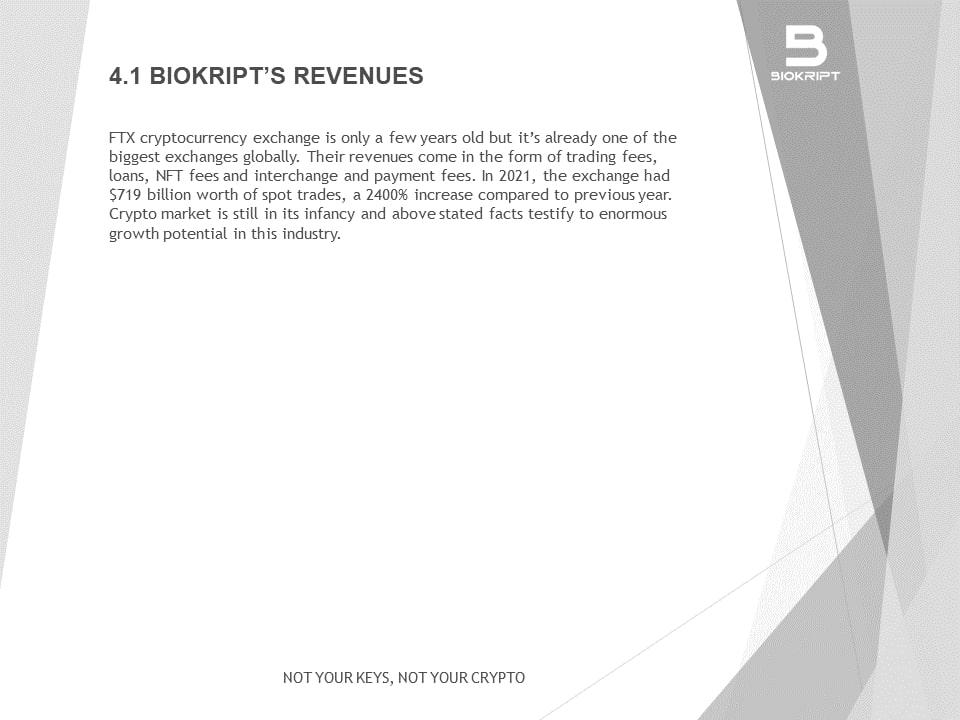 BIOKRIPT
4.1 BIOKRIPT’S REVENUES
FTX cryptocurrency exchange is only a few years old but it’s already one of the
biggest exchanges globally. Their revenues come in the form of trading fees,
loans, NFT fees and interchange and payment fees. In 2021, the exchange had
$719 billion worth of spot trades, a 2400% increase compared to previous year.
Crypto market is still in its infancy and above stated facts testify to enormous
growth potential in this industry.
NOT YOUR KEYS, NOT YOUR CRYPTO